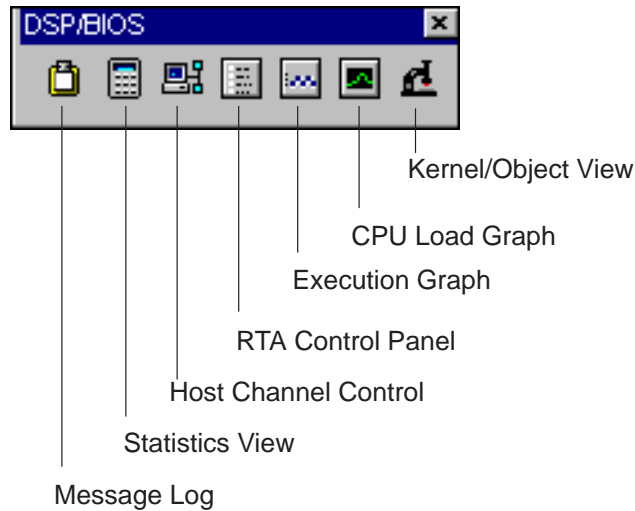 DSP/BIOS
Kernel/Object View
CPU Load Graph
Execution Graph
RTA Control Panel
Host Channel Control
Statistics View
Message Log